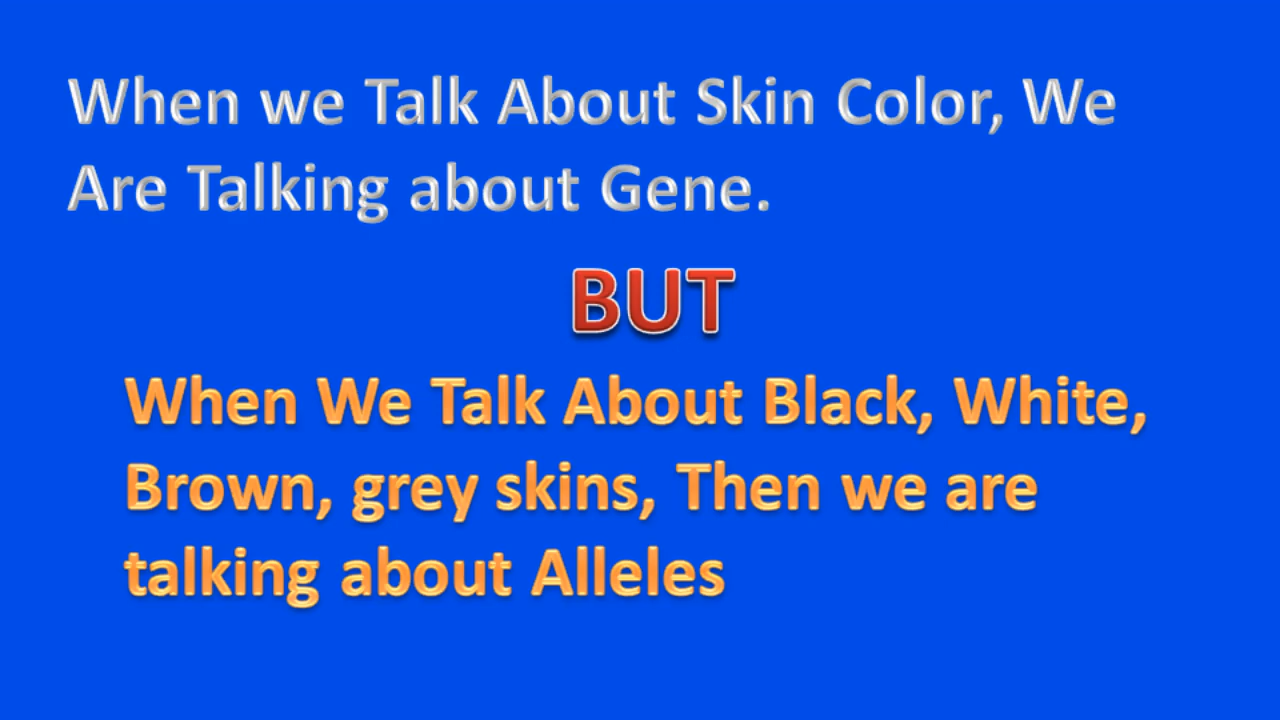 When we Talk About Skin Color, We
Are Talking about Gene.
BUT
When We Talk About Black, White,
Brown, grey skins, Then we are
talking about Alleles